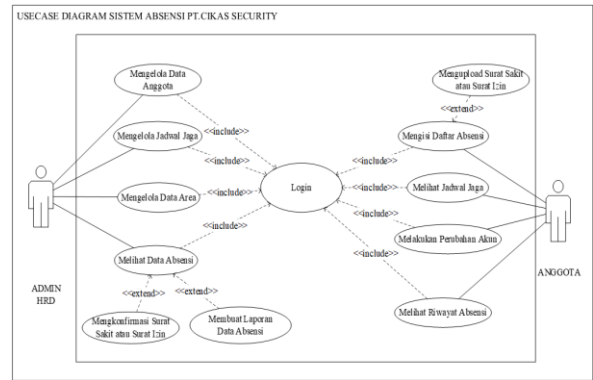 USECASE DIAGRAM SISTEM ABSENSI PT.CIKAS SECURITY
Mengelola Data
Anggota
Mengupload Surat Sakit
atau Surat Izin
<<extend>>
<<include>>
Mengelola Jadwal Jaga
Mengisi Daftar Absensi
<<include>>
<<include>>
Login
<<include>>
Melihat Jadwal Jaga
Mengelola Data Area
<<include>>
<<include>>
<<include>>
Melakukan Perubahan Akun
<<include>>
Melihat Data Absensi
ADMIN
HRD
ANGGOTA
<<extend>>
<<extend>>
Mengkonfirmasi Surat
Sakit atau Surat Izin
Membuat Laporan
Data Absensi
Melihat Riwayat Absensi